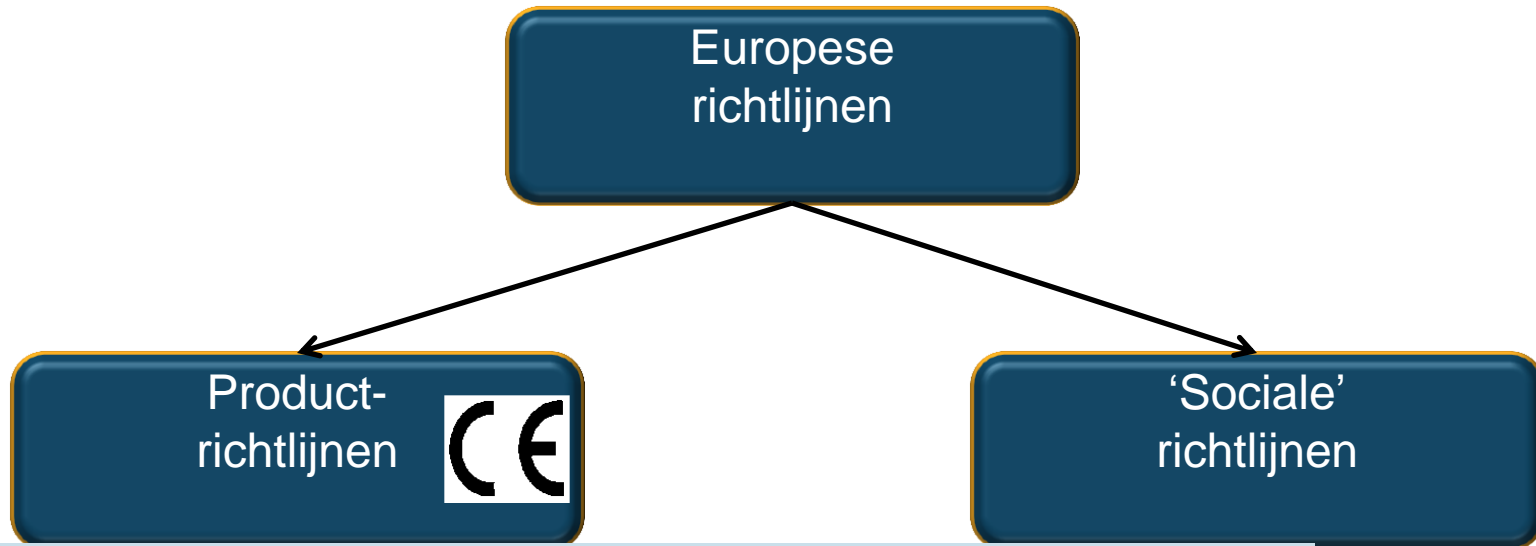 Europese
richtlijnen
Product-
richtlijnen
CE
‘Sociale’
richtlijnen